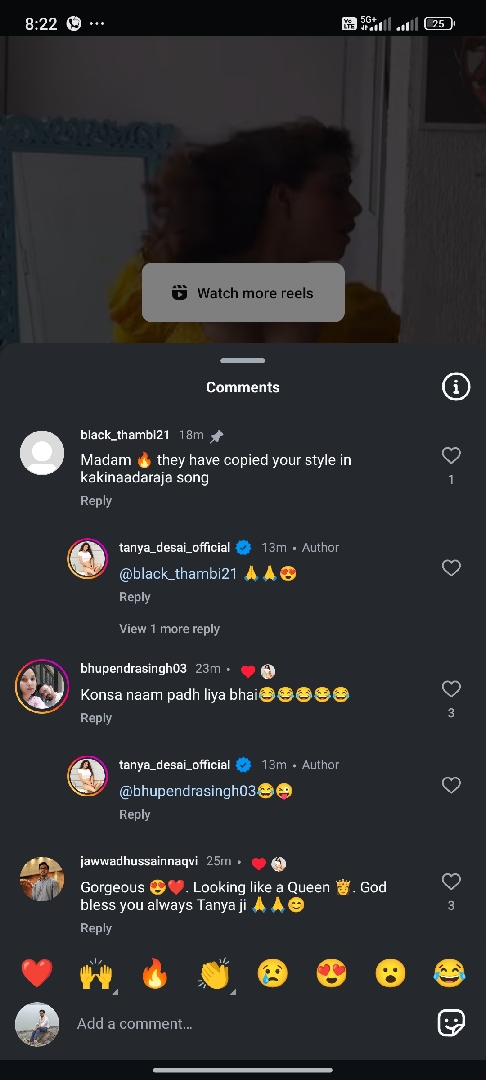 8:22
Vo LTE 5G+ 25
Watch more reels
Comments
black_thambi21 18m
Madam 🔥 they have copied your style in
kakinaadaraja song
1
Reply
tanya_desai_official 13m • Author
@black_thambi21 🙏🙏😍
Reply
View 1 more reply
bhupendrasingh03 23m •
Konsa naam padh liya bhai😂😂😂😂😂
3
Reply
tanya_desai_official 13m • Author
@bhupendrasingh03😂😜
Reply
jawwadhussainnaqvi 25m •
Gorgeous 😍❤️. Looking like a Queen 👸. God
bless you always Tanya ji 🙏🙏😊
3
Reply
Add a comment...